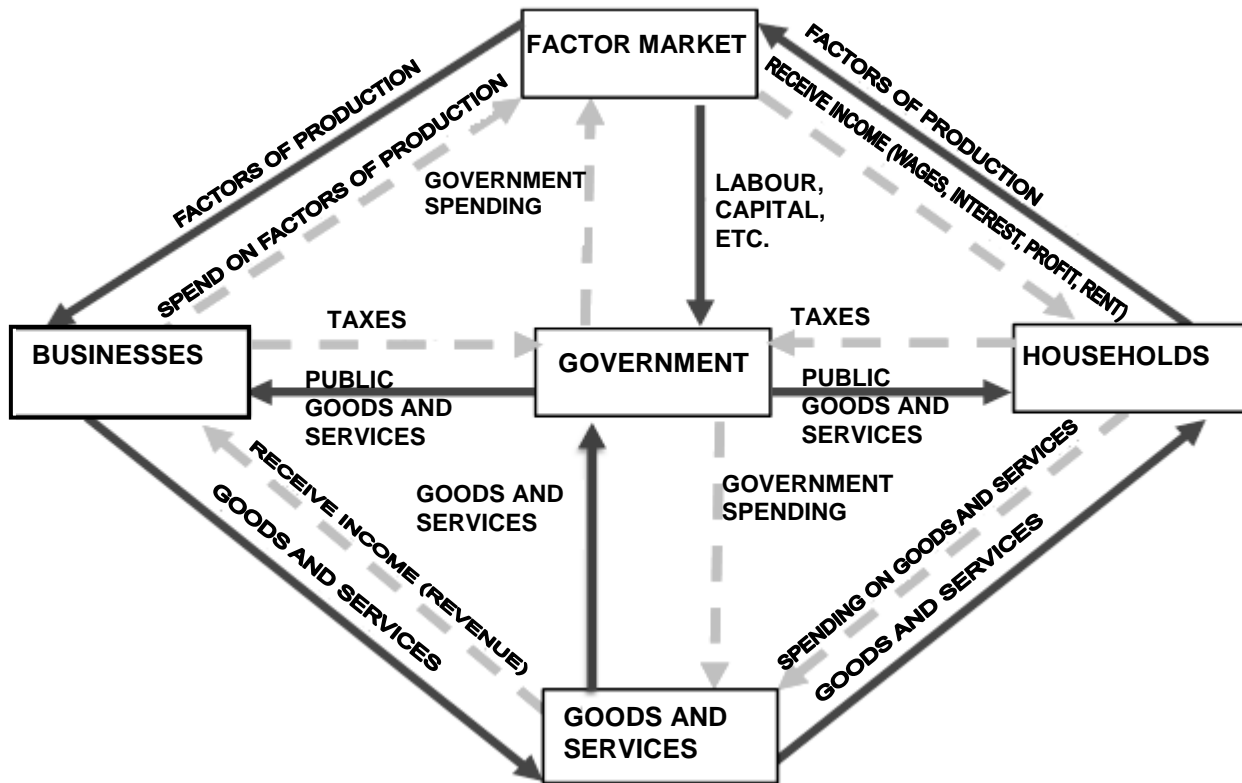 FACTOR MARKET
FACTORS OF PRODUCTION
SPEND ON FACTORS OF PRODUCTION
FACTORS OF PRODUCTION
RECEIVE INCOME (WAGES, INTEREST, PROFIT, RENT)
GOVERNMENT
SPENDING
LABOUR,
CAPITAL,
ETC.
TAXES
TAXES
BUSINESSES
GOVERNMENT
HOUSEHOLDS
PUBLIC
GOODS AND
SERVICES
PUBLIC
GOODS AND
SERVICES
RECEIVE INCOME (REVENUE)
GOODS AND SERVICES
GOODS AND
SERVICES
GOVERNMENT
SPENDING
SPENDING ON GOODS AND SERVICES
GOODS AND SERVICES
GOODS AND
SERVICES